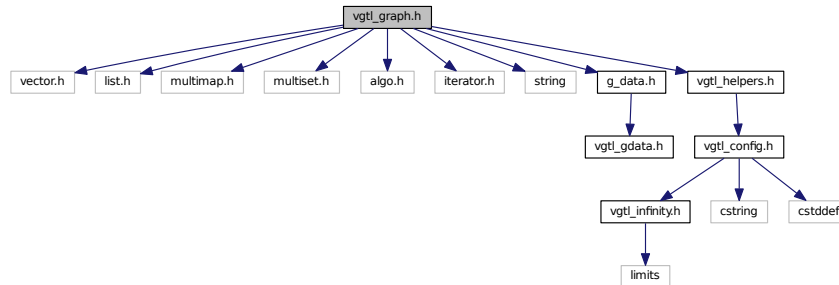 vgtl_graph.h
vector.h list.h multimap.h multiset.h algo.h iterator.h string g_data.h vgtl_helpers.h
vgtl_gdata.h vgtl_config.h
vgtl_infinity.h cstring cstddef
limits